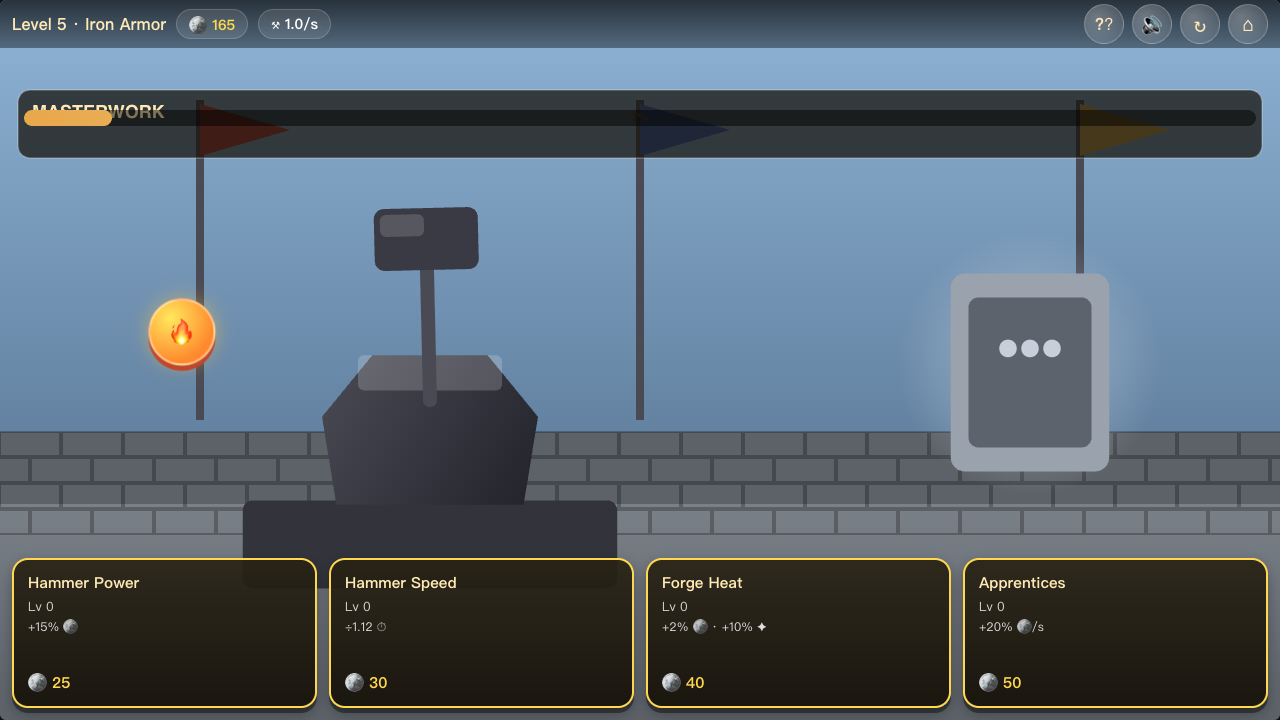 Level 5 · Iron Armor
165
1.0/s
??
MASTERWORK
Hammer Power
Lv 0
+15%
25
Hammer Speed
Lv 0
÷1.12
30
Forge Heat
Lv 0
+2% · +10% ✦
40
Apprentices
Lv 0
+20% /s
50